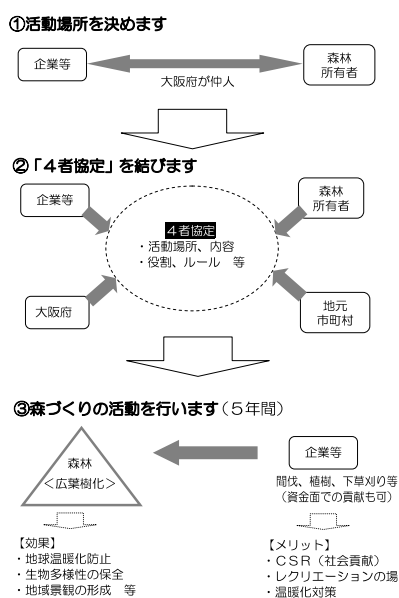 ①活動場所を決めます
企業等
森林
所有者
大阪府が仲人
②「４者協定」を結びます
企業等
森林
所有者
４者協定
・活動場所、内容
・役割、ルール　等
大阪府
地元
市町村
③森づくりの活動を行います（５年間）
森林
＜広葉樹化＞
企業等
間伐、植樹、下草刈り等
（資金面での貢献も可）
【効果】
・地球温暖化防止
・生物多様性の保全
・地域景観の形成　等
【メリット】
・ＣＳＲ（社会貢献）
・レクリエーションの場
・温暖化対策